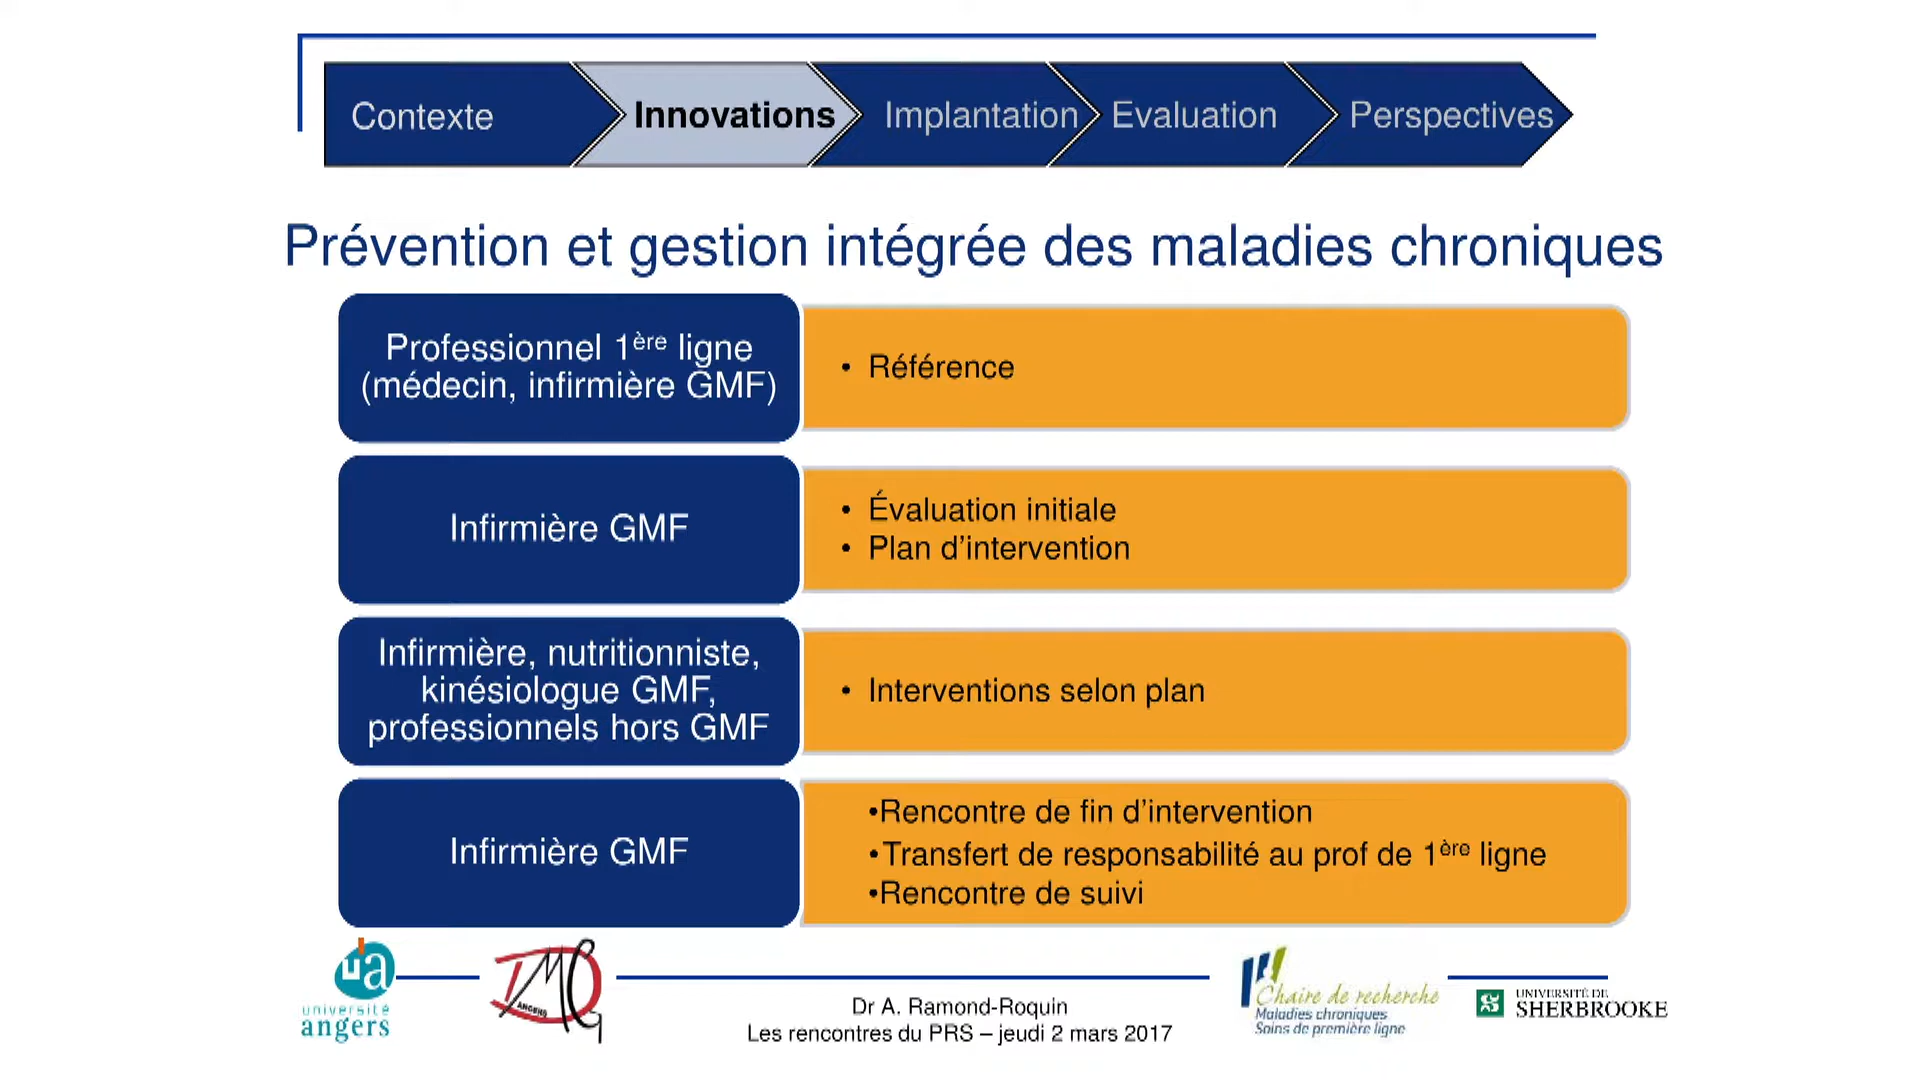 Contexte
Innovations
Implantation
Evaluation
Perspectives
Prévention et gestion intégrée des maladies chroniques
Professionnel 1ère ligne
(médecin, infirmière GMF)
• Référence
Infirmière GMF
• Évaluation initiale
• Plan d’intervention
Infirmière, nutritionniste,
kinésiologue GMF,
professionnels hors GMF
• Interventions selon plan
Infirmière GMF
•Rencontre de fin d’intervention
•Transfert de responsabilité au prof de 1ère ligne
•Rencontre de suivi
ua
université
angers
DMG
ANGERS
Dr A. Ramond-Roquin
Les rencontres du PRS – jeudi 2 mars 2017
Chaire de recherche
Maladies chroniques
Soins de première ligne
UNIVERSITÉ DE
SHERBROOKE